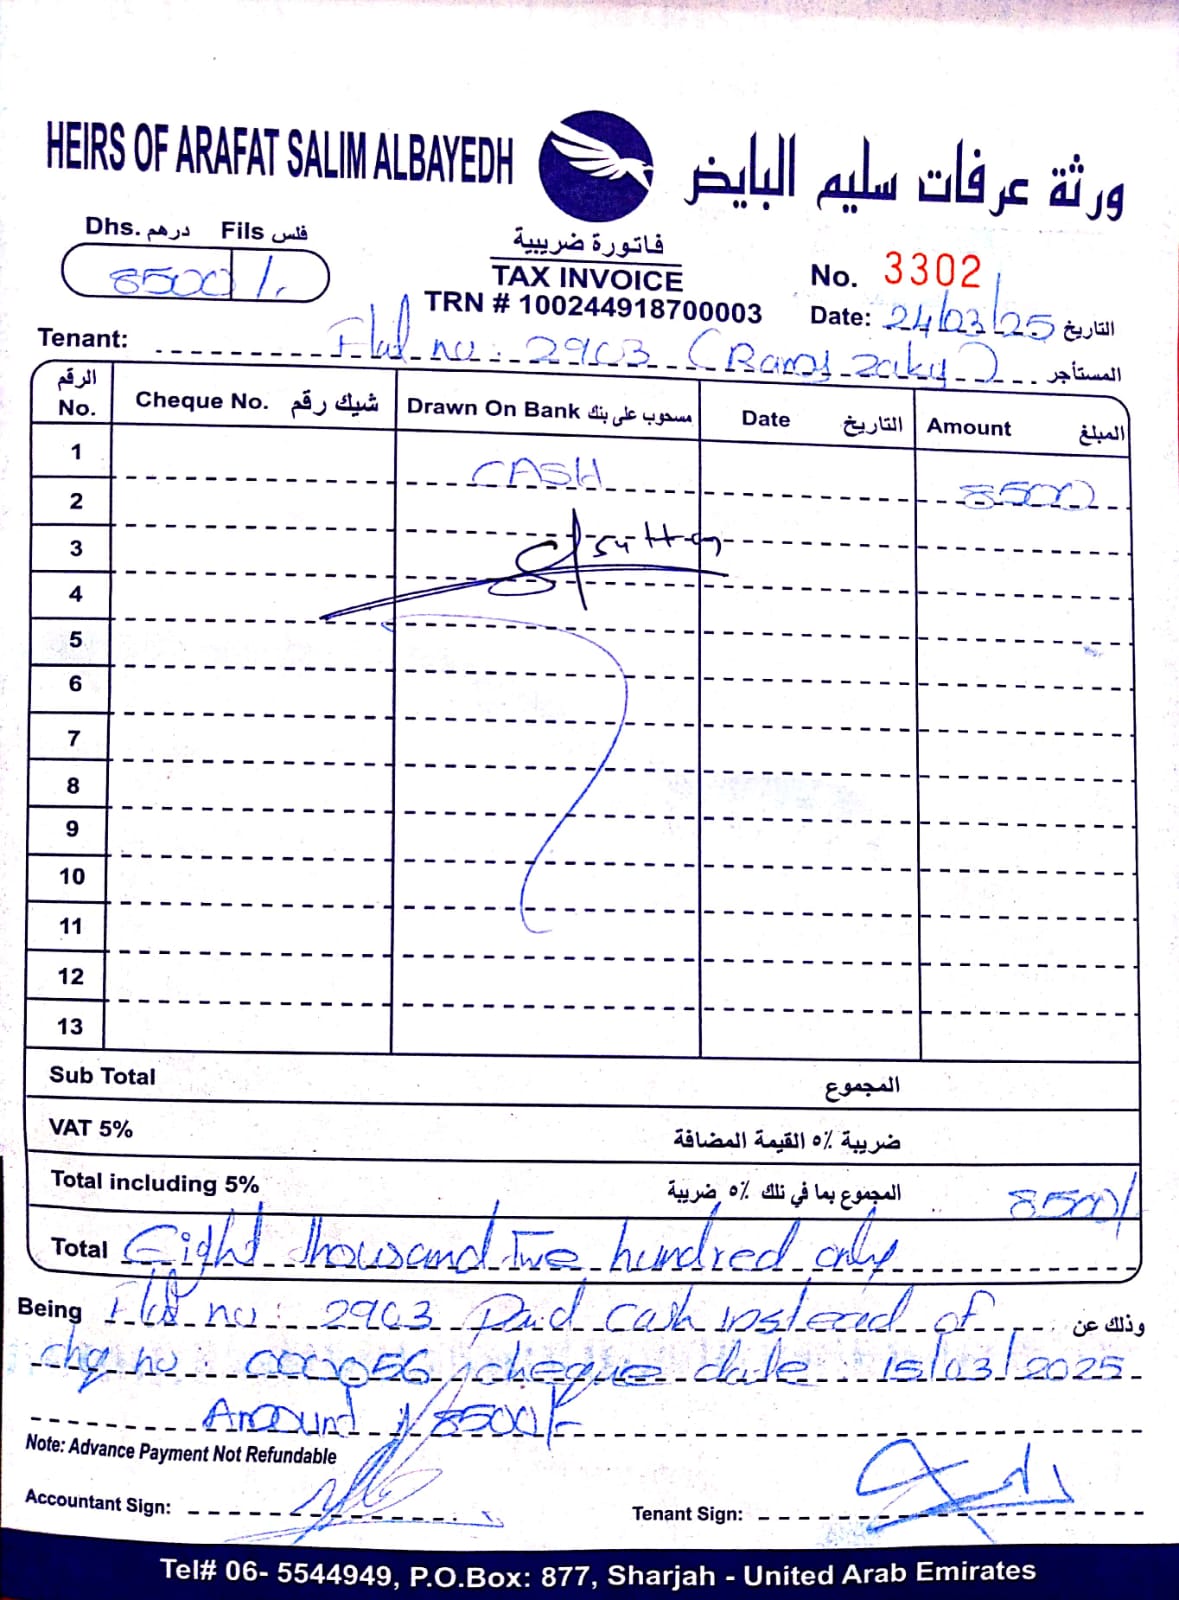 HEIRS OF ARAFAT SALIM ALBAYEDH
ورثة عرفات سليم البايض
Dhs. درهم Fils فلس
8500 /.
فاتورة ضريبية
TAX INVOICE
TRN # 100244918700003
No. 3302
Date: 24/03/25 التاريخ
Tenant: Flat no: 2903 (Ramy zaky) المستأجر
الرقم No.
Cheque No. شيك رقم
Drawn On Bank مسحوب على بنك
Date التاريخ
Amount المبلغ
1 CASH 8500
2
3
4
5
6
7
8
9
10
11
12
13
Sub Total المجموع
VAT 5% ضريبة ٥٪ القيمة المضافة
Total including 5% المجموع بما في ذلك ٥٪ ضريبة 8500/
Total Eight thousand Five hundred only
Being Flat no: 2903 Paid Cash instead of وذلك عن
chq no: 000056, cheque date: 15/03/2025
Amount 8500/-
Note: Advance Payment Not Refundable
Accountant Sign:
Tenant Sign:
Tel# 06- 5544949, P.O.Box: 877, Sharjah - United Arab Emirates